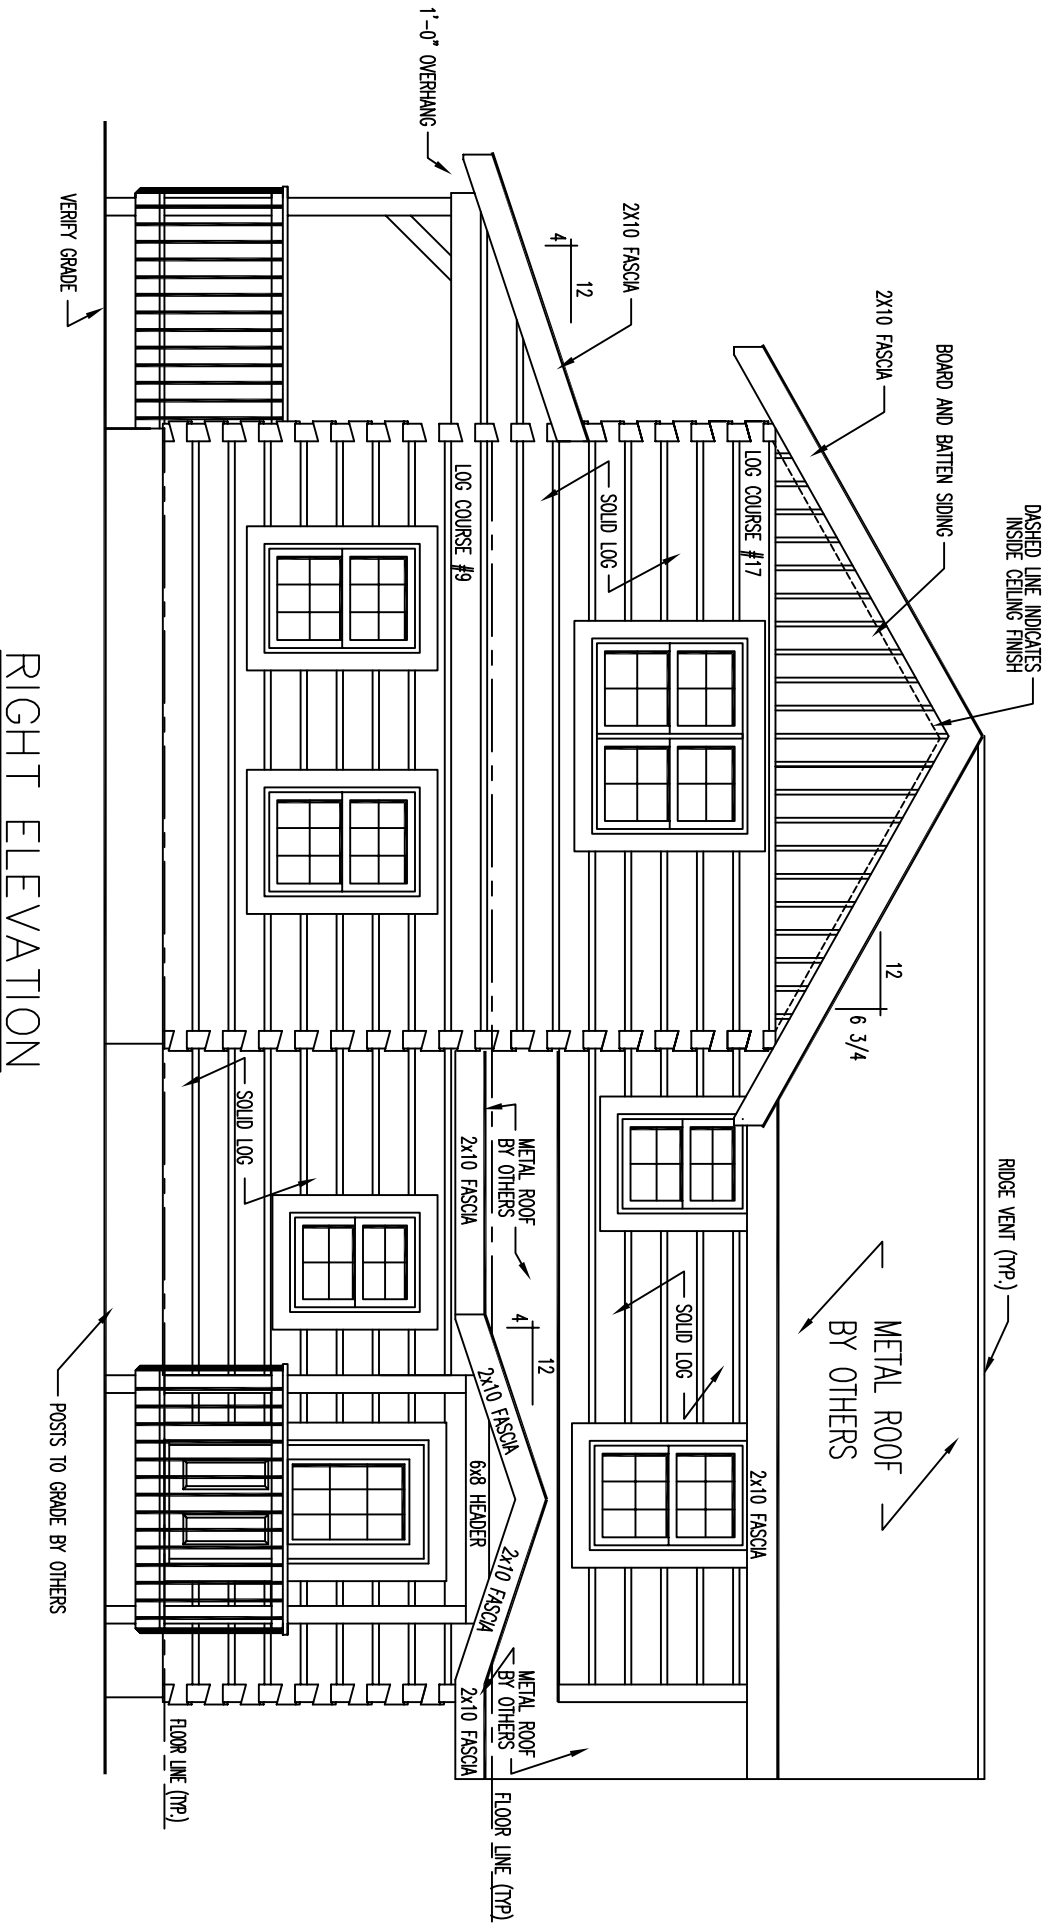 DASHED LINE INDICATES
INSIDE CEILING FINISH
BOARD AND BATTEN SIDING
2X10 FASCIA
2X10 FASCIA
1'-0" OVERHANG
12
4
VERIFY GRADE
LOG COURSE #17
SOLID LOG
LOG COURSE #9
12
6 3/4
RIDGE VENT (TYP.)
METAL ROOF
BY OTHERS
2x10 FASCIA
SOLID LOG
METAL ROOF
BY OTHERS
2x10 FASCIA
12
4
2x10 FASCIA
6x8 HEADER
2x10 FASCIA
METAL ROOF
BY OTHERS
2x10 FASCIA
FLOOR LINE (TYP)
SOLID LOG
FLOOR LINE (TYP.)
POSTS TO GRADE BY OTHERS
RIGHT ELEVATION